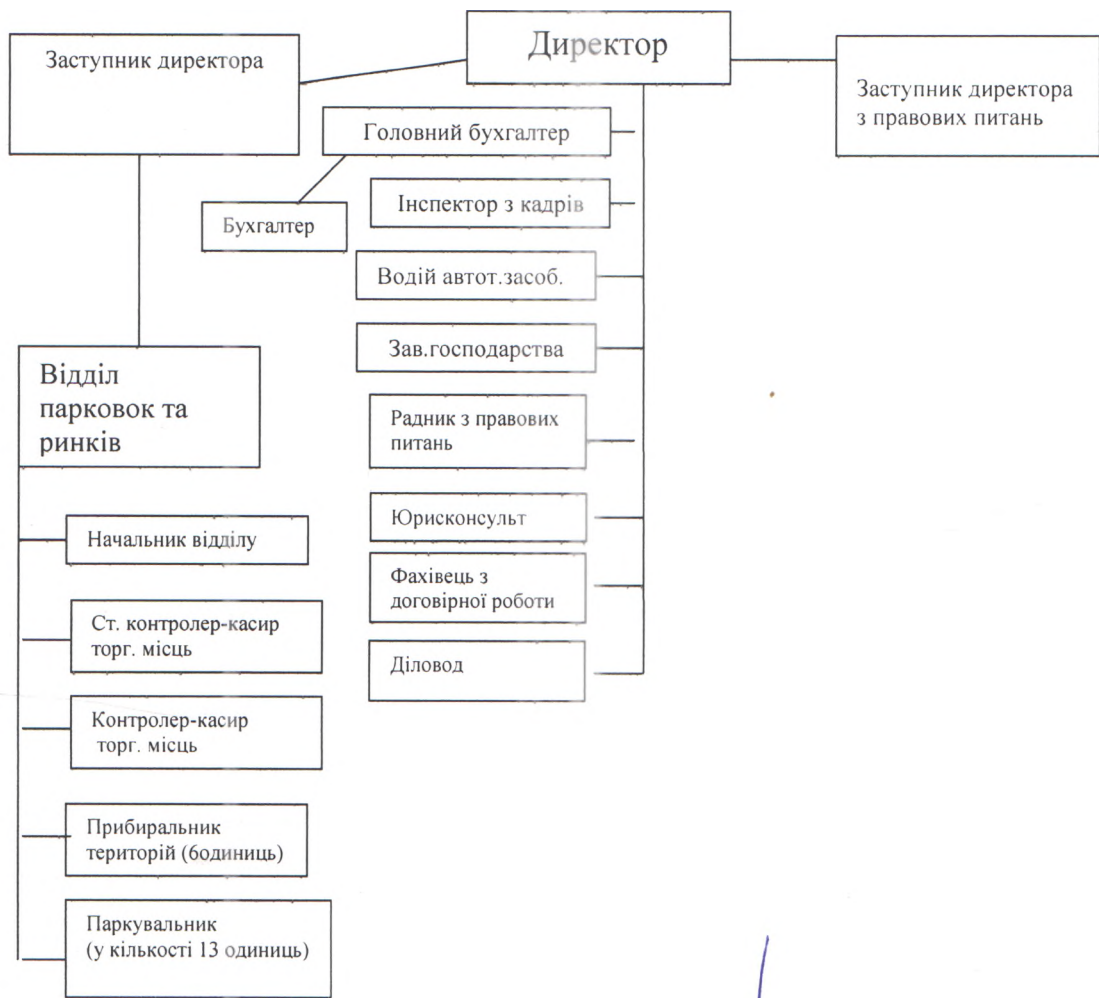 Директор
Заступник директора
Заступник директора
з правових питань
Головний бухгалтер
Бухгалтер
Інспектор з кадрів
Водій автот.засоб.
Зав.господарства
Радник з правових
питань
Юрисконсульт
Фахівець з
договірної роботи
Діловод
Відділ
парковок та
ринків
Начальник відділу
Ст. контролер-касир
торг. місць
Контролер-касир
торг. місць
Прибиральник
територій (6одиниць)
Паркувальник
(у кількості 13 одиниць)